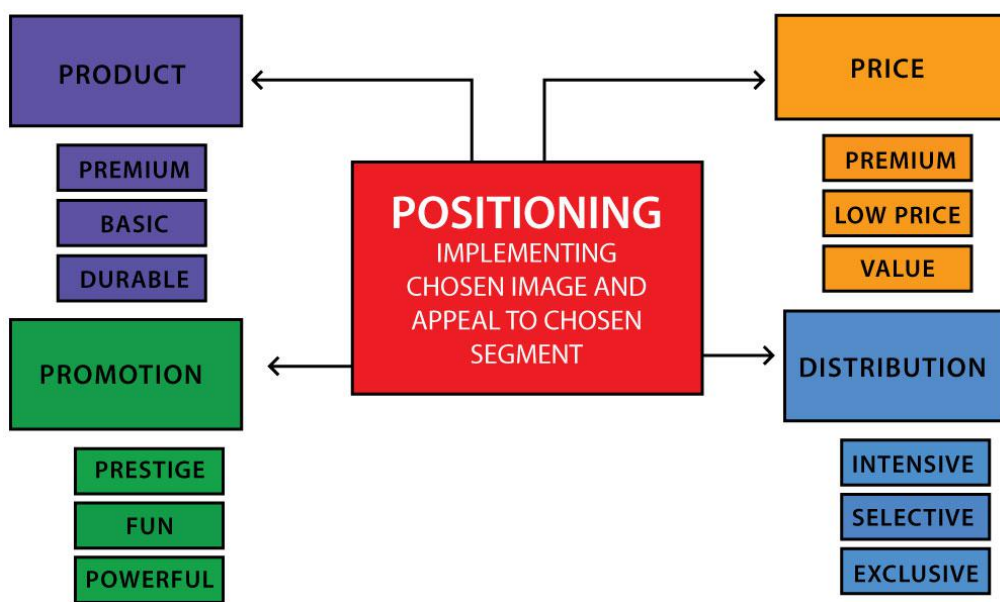 PRODUCT
PREMIUM
BASIC
DURABLE
PROMOTION
PRESTIGE
FUN
POWERFUL
POSITIONING
IMPLEMENTING
CHOSEN IMAGE AND
APPEAL TO CHOSEN
SEGMENT
PRICE
PREMIUM
LOW PRICE
VALUE
DISTRIBUTION
INTENSIVE
SELECTIVE
EXCLUSIVE